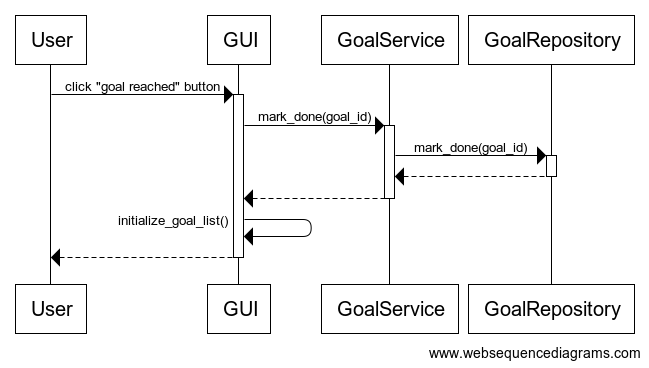 User GUI GoalService GoalRepository
click "goal reached" button
mark_done(goal_id)
mark_done(goal_id)
initialize_goal_list()
User GUI GoalService GoalRepository
www.websequencediagrams.com